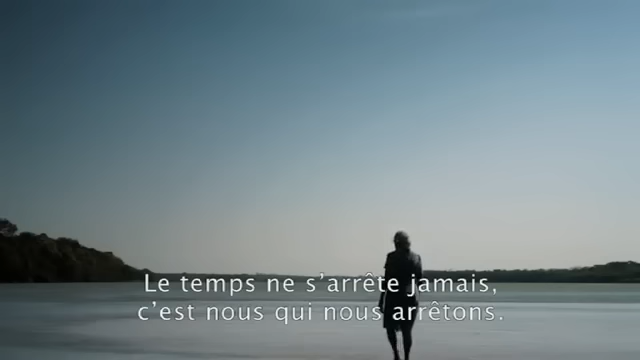 Le temps ne s'arrête jamais,
c'est nous qui nous arrêtons.